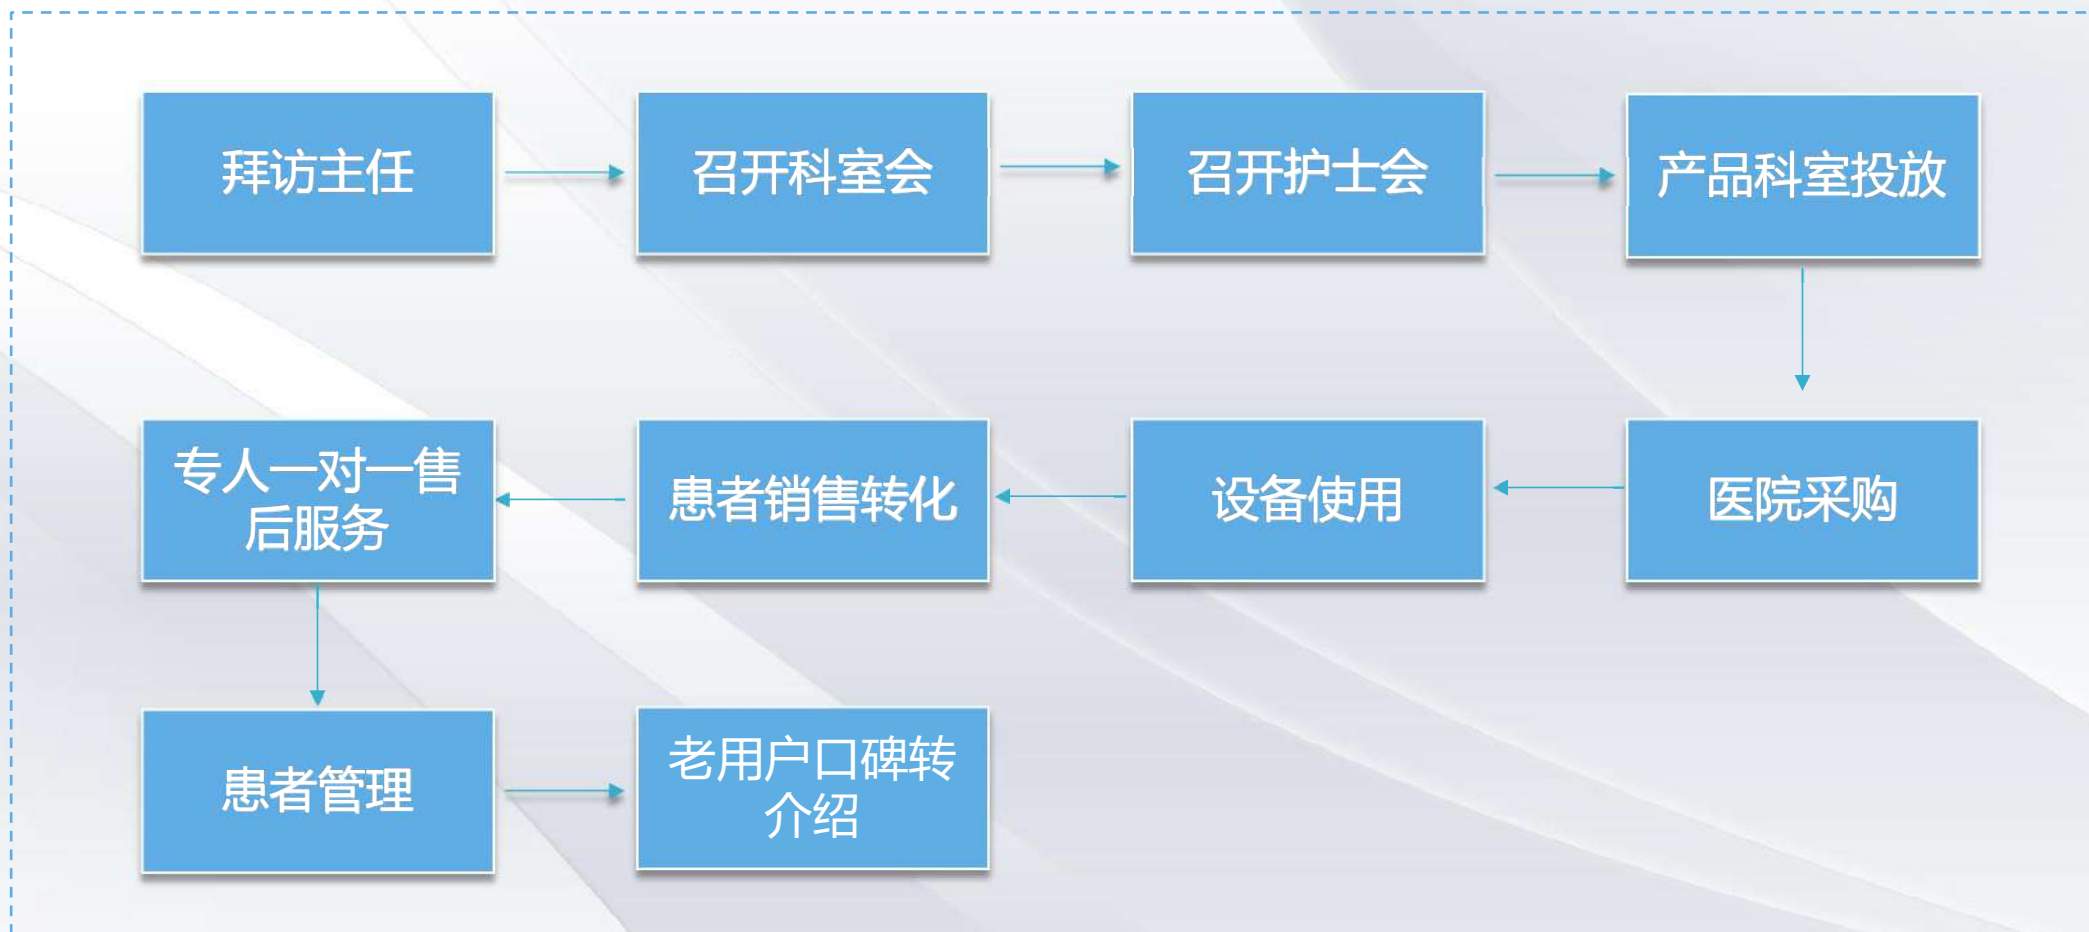 拜访主任
召开科室会
召开护士会
产品科室投放
医院采购
设备使用
患者销售转化
专人一对一售
后服务
患者管理
老用户口碑转
介绍